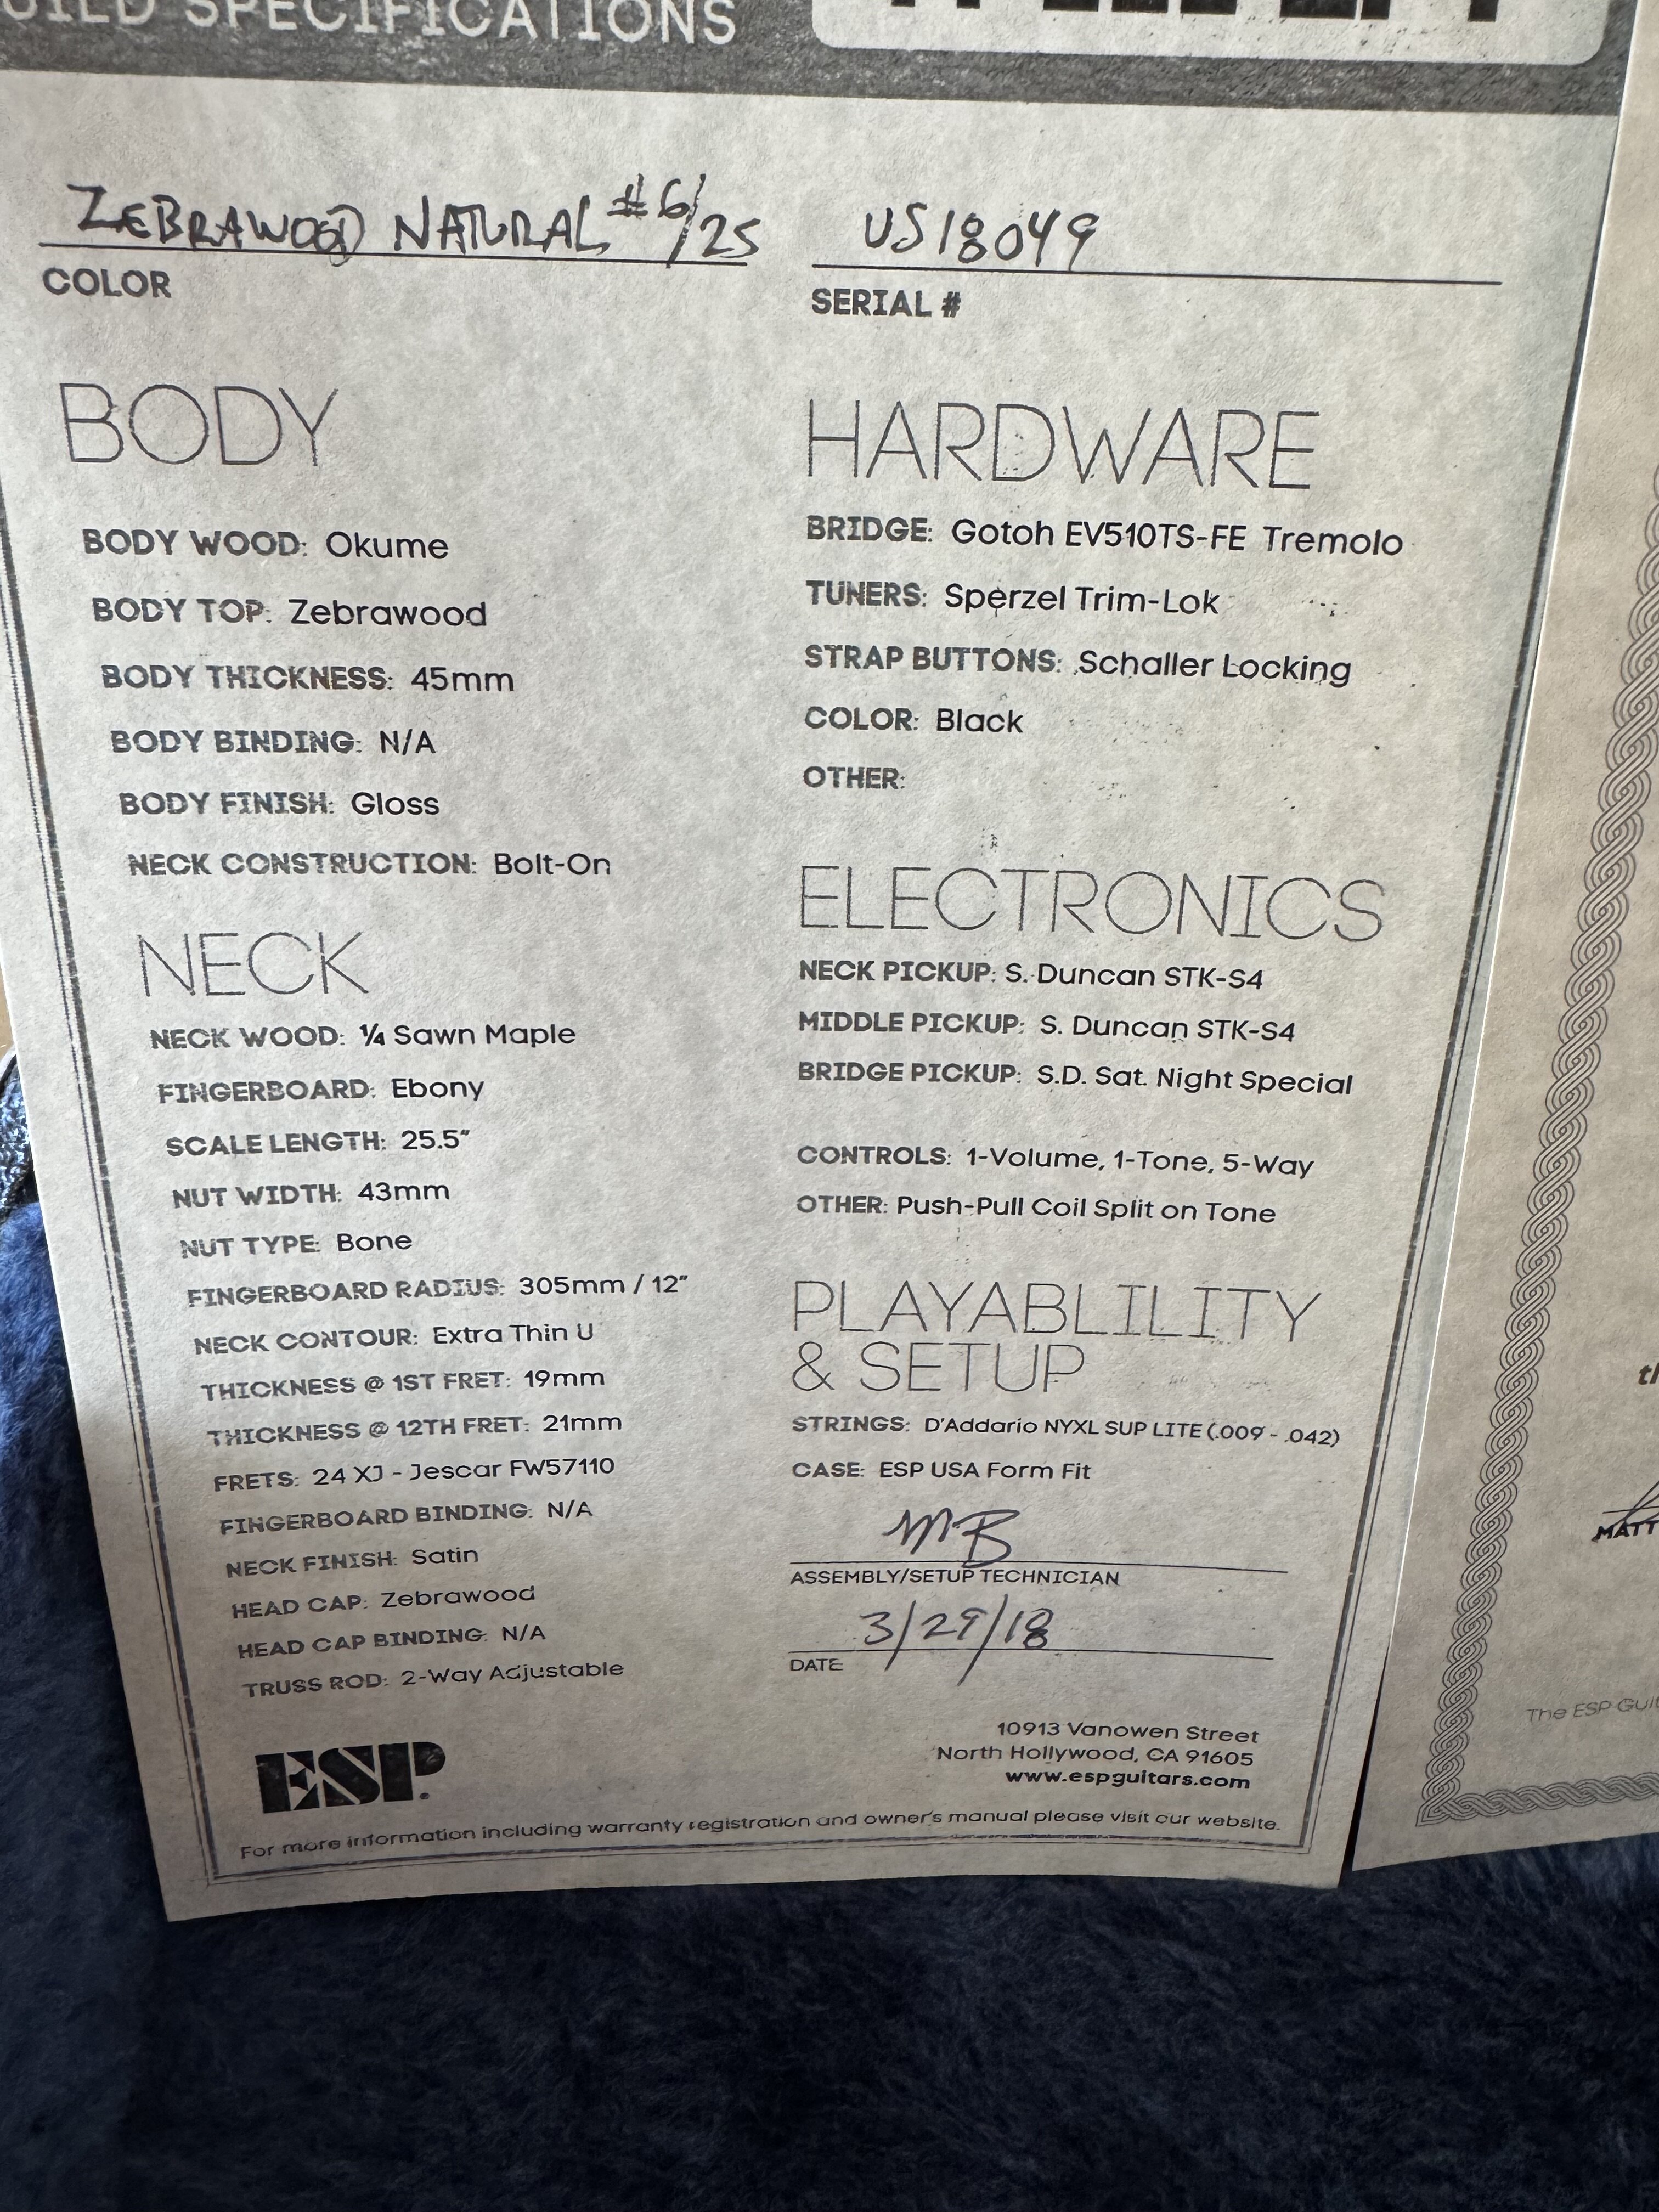 SPECIFICATIONS
ZEBRAWOOD NATURAL #6/25
COLOR
US18049
SERIAL #
BODY
BODY WOOD: Okume
BODY TOP: Zebrawood
BODY THICKNESS: 45mm
BODY BINDING: N/A
BODY FINISH: Gloss
NECK CONSTRUCTION: Bolt-On
NECK
NECK WOOD: ¼ Sawn Maple
FINGERBOARD: Ebony
SCALE LENGTH: 25.5"
NUT WIDTH: 43mm
NUT TYPE: Bone
FINGERBOARD RADIUS: 305mm / 12"
NECK CONTOUR: Extra Thin U
THICKNESS @ 1ST FRET: 19mm
THICKNESS @ 12TH FRET: 21mm
FRETS: 24 XJ - Jescar FW57110
FINGERBOARD BINDING: N/A
NECK FINISH: Satin
HEAD CAP: Zebrawood
HEAD CAP BINDING: N/A
TRUSS ROD: 2-Way Adjustable
HARDWARE
BRIDGE: Gotoh EV510TS-FE Tremolo
TUNERS: Sperzel Trim-Lok
STRAP BUTTONS: Schaller Locking
COLOR: Black
OTHER:
ELECTRONICS
NECK PICKUP: S. Duncan STK-S4
MIDDLE PICKUP: S. Duncan STK-S4
BRIDGE PICKUP: S.D. Sat. Night Special
CONTROLS: 1-Volume, 1-Tone, 5-Way
OTHER: Push-Pull Coil Split on Tone
PLAYABLILITY
& SETUP
STRINGS: D'Addario NYXL SUP LITE (.009 - .042)
CASE: ESP USA Form Fit
MB
ASSEMBLY/SETUP TECHNICIAN
3/29/18
DATE
ESP
10913 Vanowen Street
North Hollywood, CA 91605
www.espguitars.com
For more information including warranty registration and owner's manual please visit our website.
MATT
The ESP